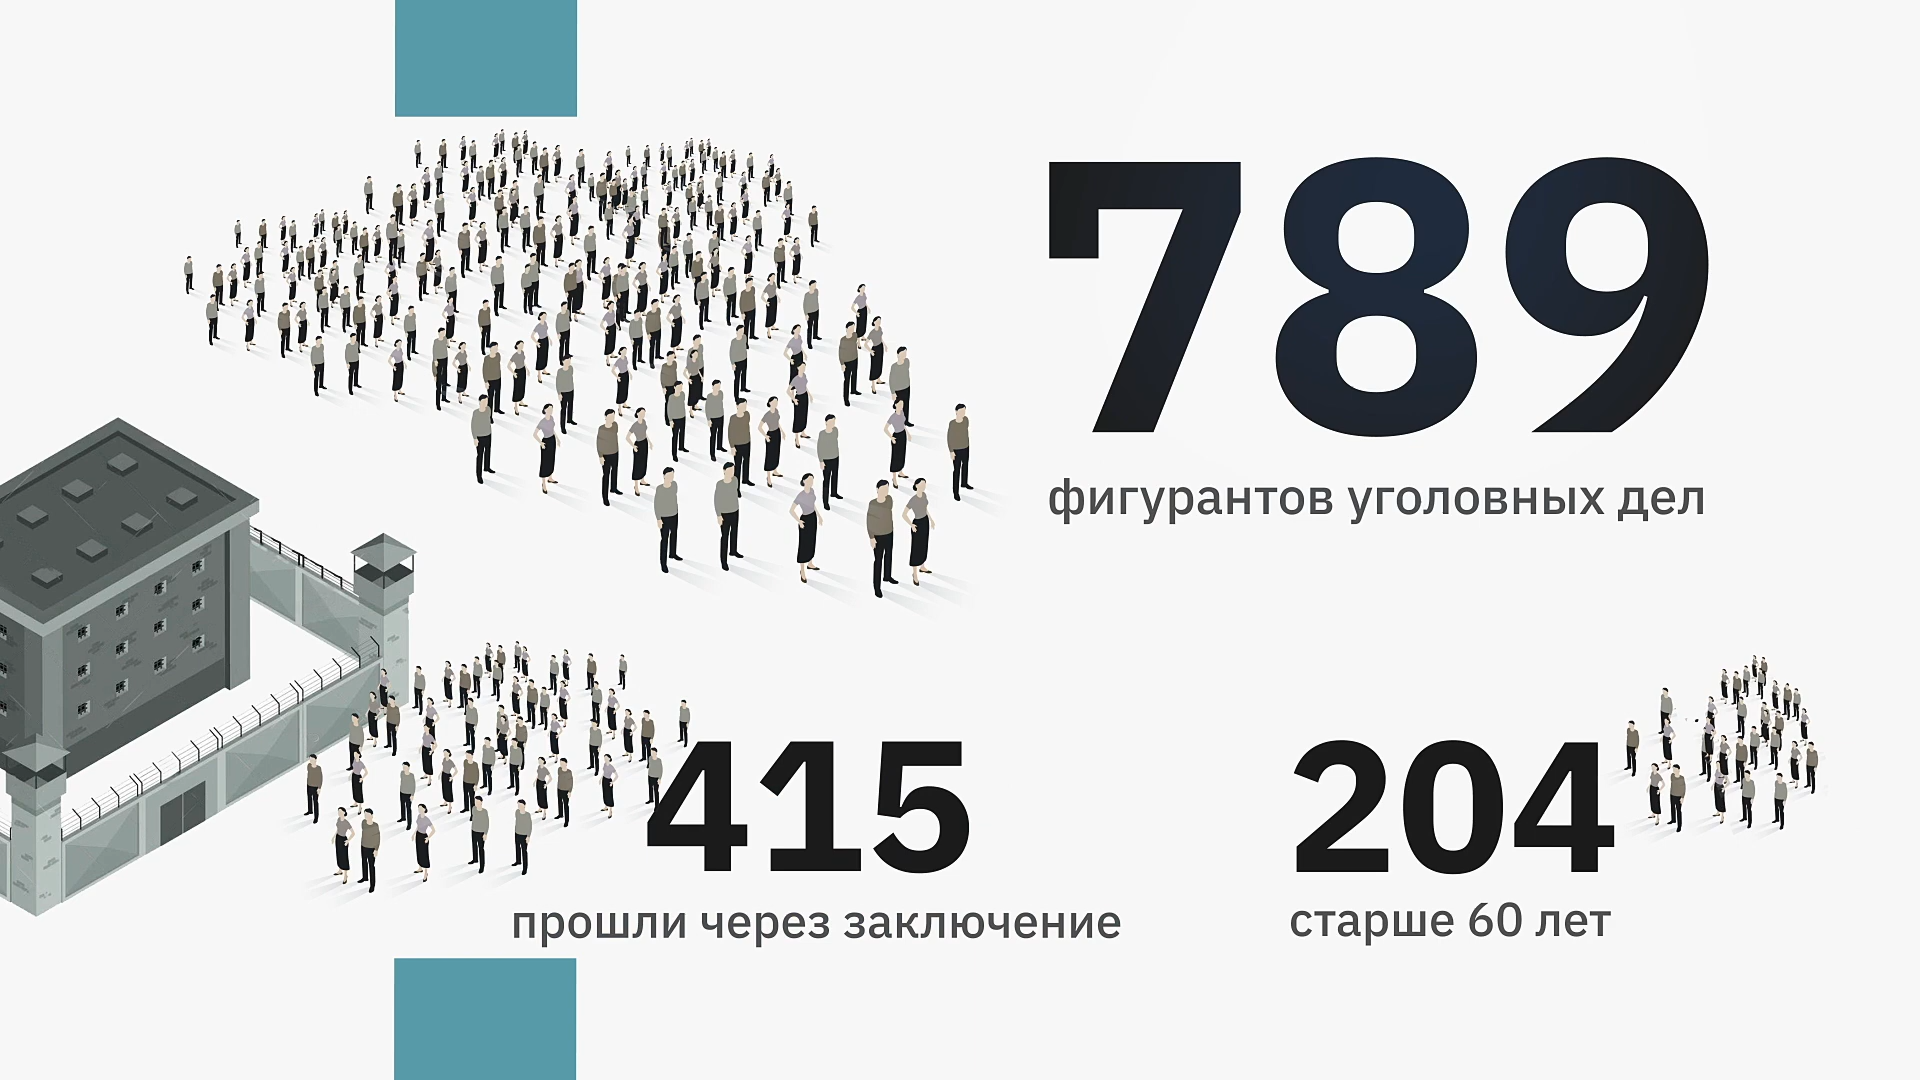 789
фигурантов уголовных дел
415
прошли через заключение
204
старше 60 лет